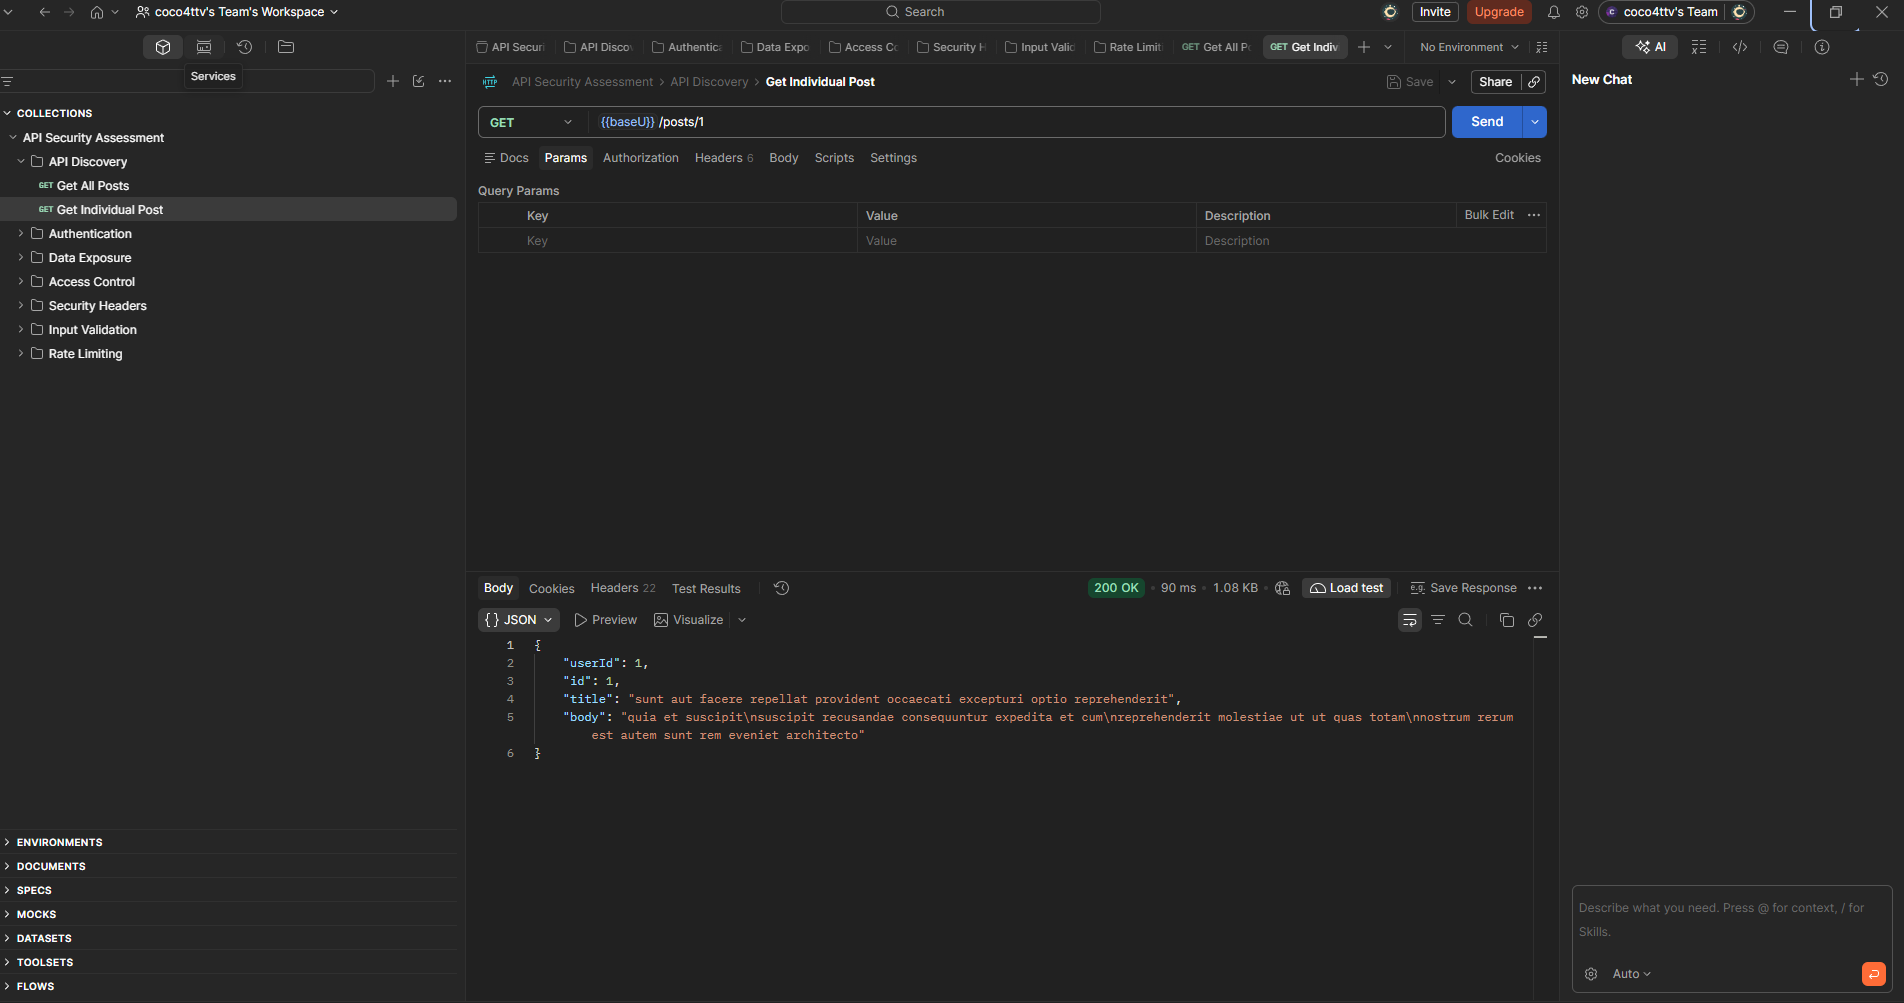 coco4ttv's Team's Workspace
Search
Invite
Upgrade
C coco4ttv's Team
Services
API Securi
API Disco
Authentica
Data Expo
Access Co
Security H
Input Valid
Rate Limit
GET Get All Po
GET Get Indiv
No Environment
AI
COLLECTIONS
API Security Assessment
API Discovery
GET Get All Posts
GET Get Individual Post
Authentication
Data Exposure
Access Control
Security Headers
Input Validation
Rate Limiting
ENVIRONMENTS
DOCUMENTS
SPECS
MOCKS
DATASETS
TOOLSETS
FLOWS
HTTP API Security Assessment > API Discovery > Get Individual Post
Save
Share
GET {{baseU}} /posts/1
Send
Docs Params Authorization Headers 6 Body Scripts Settings
Cookies
Query Params
Key Value Description Bulk Edit
Key Value Description
Body Cookies Headers 22 Test Results
200 OK • 90 ms • 1.08 KB
Load test
e.g. Save Response
{} JSON Preview Visualize
1 {
2 "userId": 1,
3 "id": 1,
4 "title": "sunt aut facere repellat provident occaecati excepturi optio reprehenderit",
5 "body": "quia et suscipit\nsuscipit recusandae consequuntur expedita et cum\nreprehenderit molestiae ut ut quas totam\nnostrum rerum
est autem sunt rem eveniet architecto"
6 }
New Chat
Describe what you need. Press @ for context, / for
Skills.
Auto